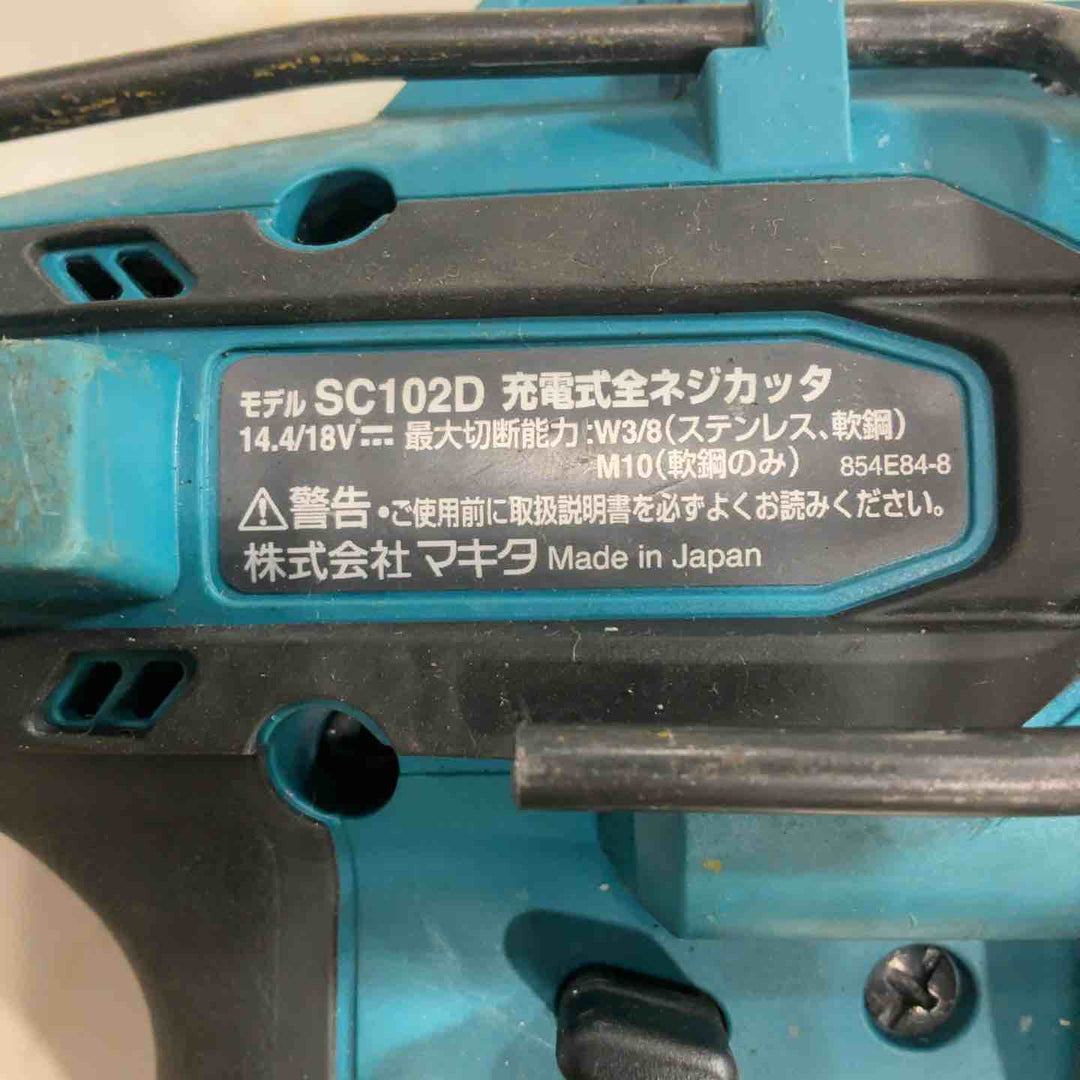 モデル SC102D 充電式全ネジカッタ
14.4/18V⎓ 最大切断能力:W3/8(ステンレス、軟鋼)
M10(軟鋼のみ) 854E84-8
⚠警告・ご使用前に取扱説明書を必ずよくお読みください。
株式会社 マキタ Made in Japan